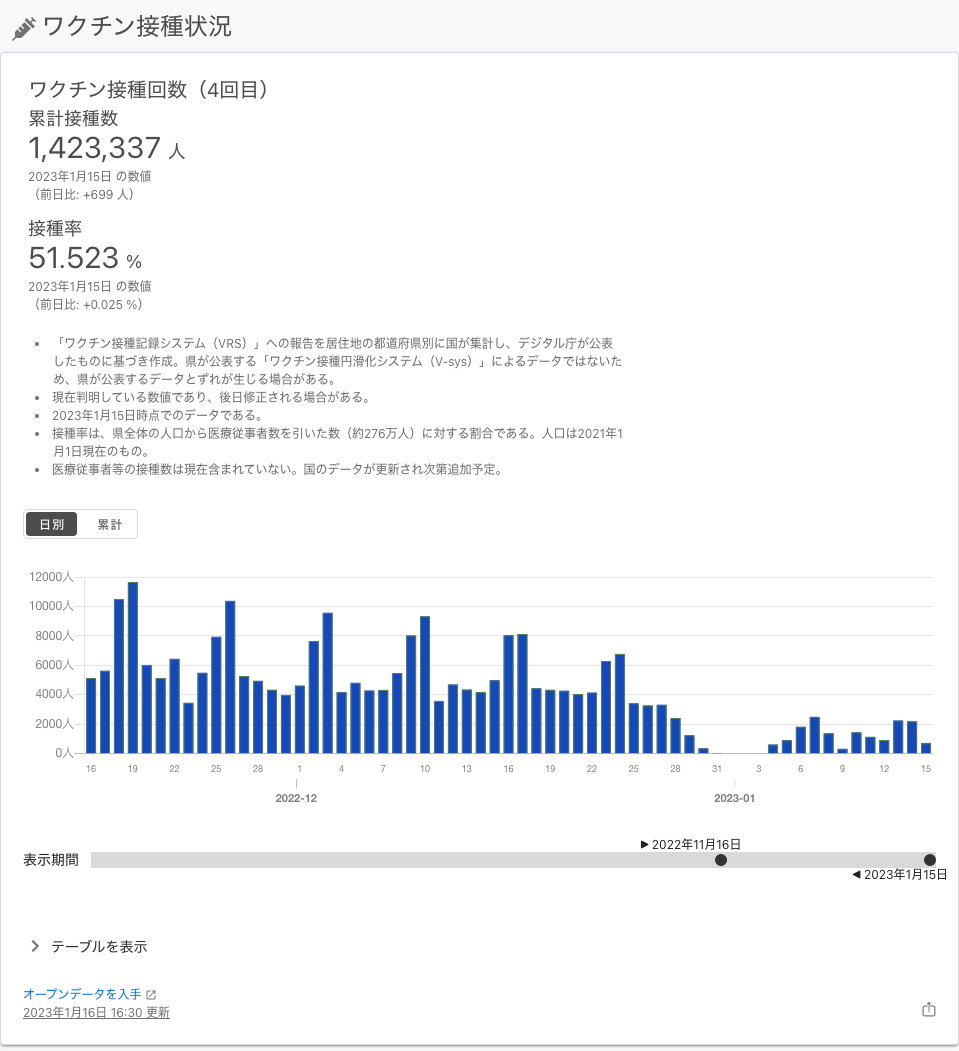 ワクチン接種状況
ワクチン接種回数（4回目）
累計接種数
1,423,337 人
2023年1月15日 の数値
（前日比: +699 人）
接種率
51.523 %
2023年1月15日 の数値
（前日比: +0.025 %）
• 「ワクチン接種記録システム（VRS）」への報告を居住地の都道府県別に国が集計し、デジタル庁が公表
したものに基づき作成。県が公表する「ワクチン接種円滑化システム（V-sys）」によるデータではないた
め、県が公表するデータとずれが生じる場合がある。
• 現在判明している数値であり、後日修正される場合がある。
• 2023年1月15日時点でのデータである。
• 接種率は、県全体の人口から医療従事者数を引いた数（約276万人）に対する割合である。人口は2021年1
月1日現在のもの。
• 医療従事者等の接種数は現在含まれていない。国のデータが更新され次第追加予定。
日別 累計
12000人
10000人
8000人
6000人
4000人
2000人
0人
16 19 22 25 28 1 4 7 10 13 16 19 22 25 28 31 3 6 9 12 15
2022-12 2023-01
▶ 2022年11月16日
表示期間
◀ 2023年1月15日
テーブルを表示
オープンデータを入手
2023年1月16日 16:30 更新